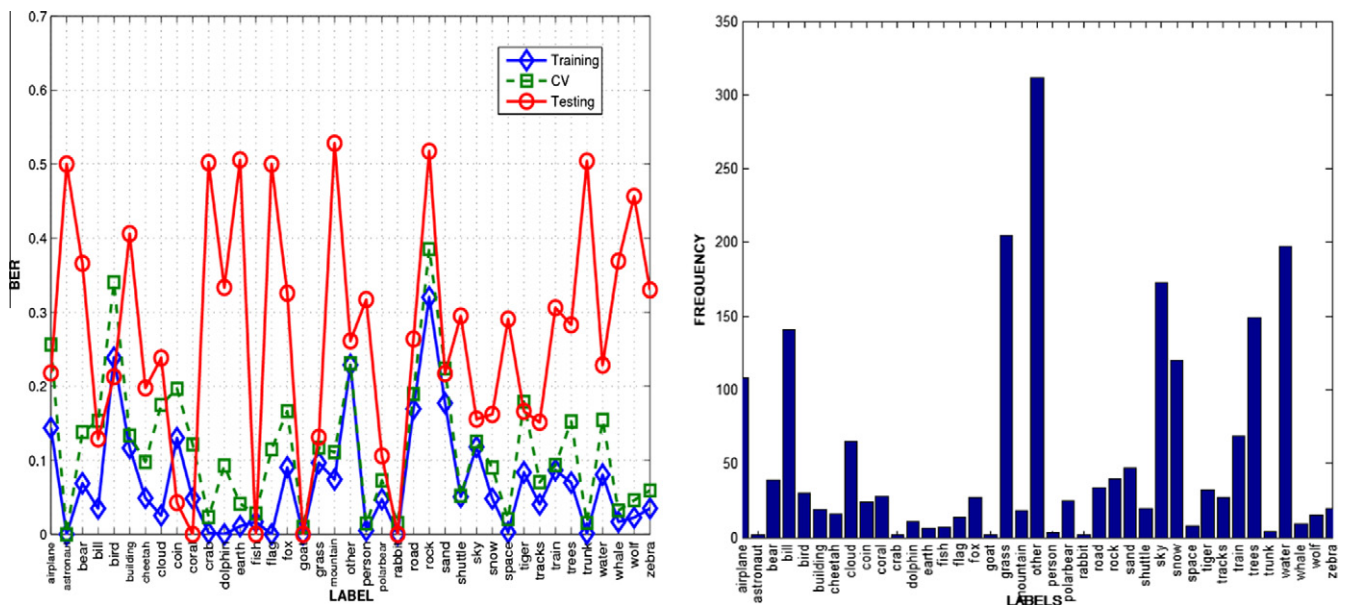 0.7
0.6
0.5
0.4
0.3
0.2
0.1
0
BER
Training
CV
Testing
airplane
astronaut
bear
bill
bird
building
cheetah
cloud
coin
coral
crab
dolphin
earth
fish
flag
fox
goat
grass
mountain
other
person
polarbear
rabbit
road
rock
sand
shuttle
sky
snow
space
tiger
tracks
train
trees
trunk
water
whale
wolf
zebra
LABEL
350
300
250
200
150
100
50
0
FREQUENCY
airplane
astronaut
bear
bill
bird
building
cheetah
cloud
coin
coral
crab
dolphin
earth
fish
flag
fox
goat
grass
mountain
other
person
polarbear
rabbit
road
rock
sand
shuttle
sky
snow
space
tiger
tracks
train
trees
trunk
water
whale
wolf
zebra
LABELS